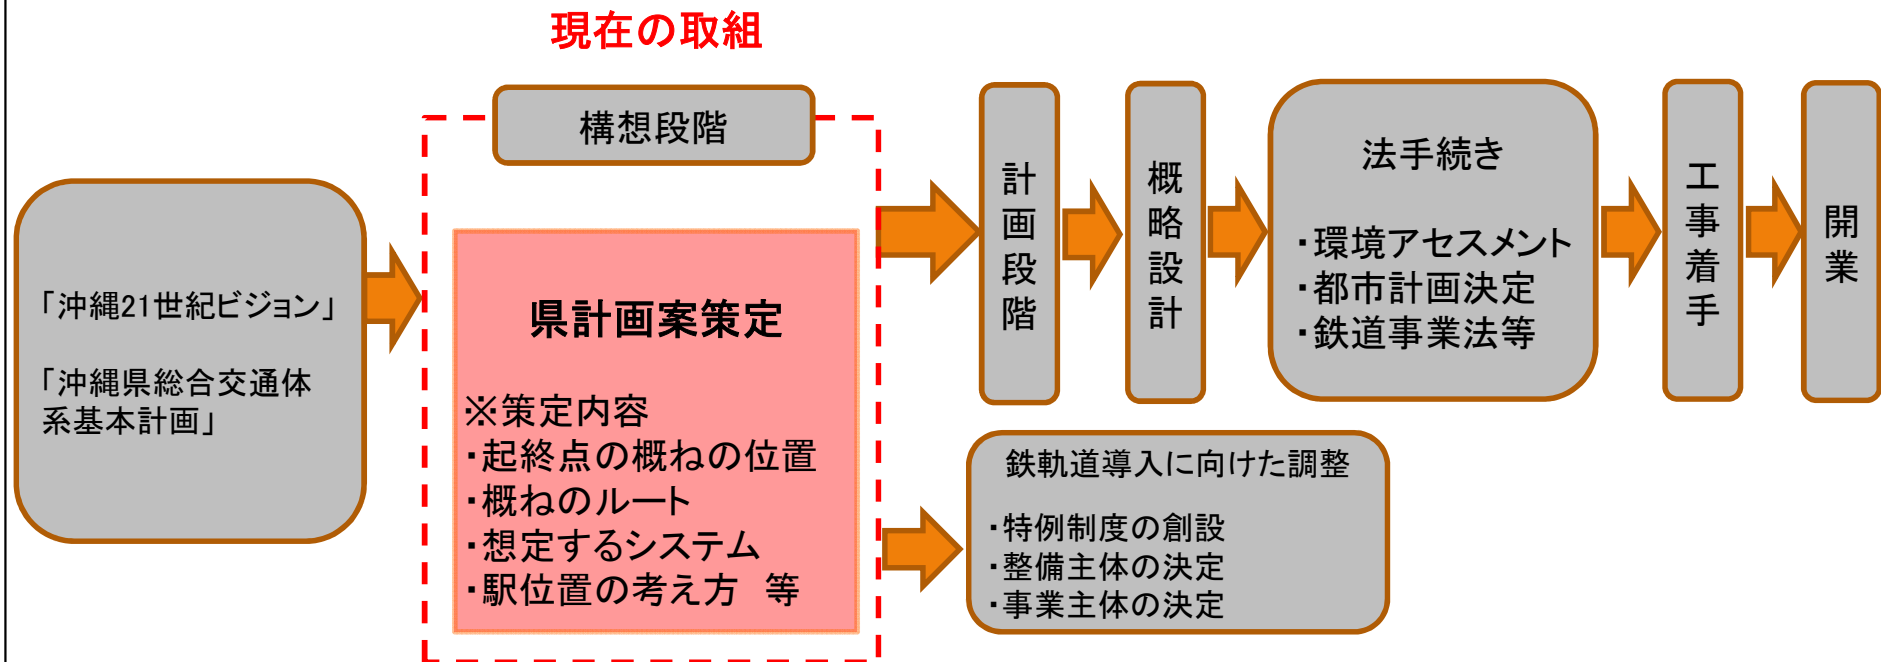 現在の取組
構想段階
「沖縄21世紀ビジョン」
「沖縄県総合交通体
系基本計画」
県計画案策定
※策定内容
・起終点の概ねの位置
・概ねのルート
・想定するシステム
・駅位置の考え方　等
計画段階
概略設計
法手続き
・環境アセスメント
・都市計画決定
・鉄道事業法等
工事着手
開業
鉄軌道導入に向けた調整
・特例制度の創設
・整備主体の決定
・事業主体の決定